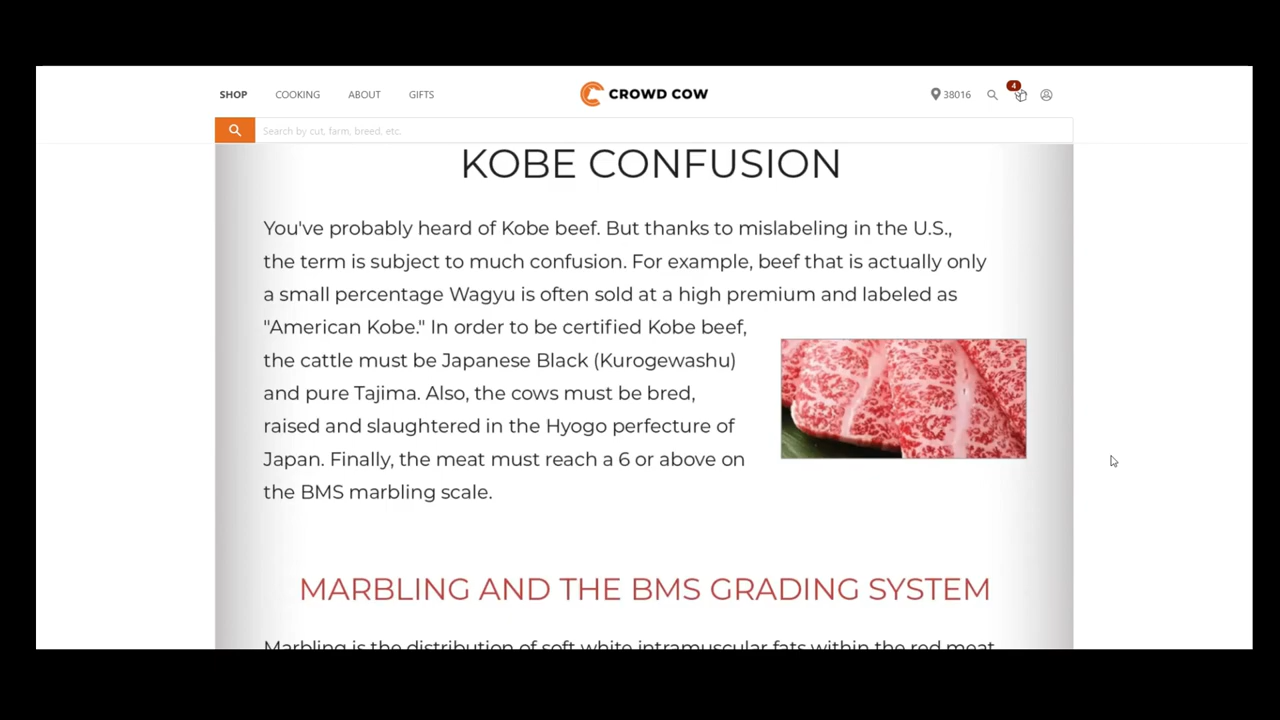 SHOP COOKING ABOUT GIFTS CROWD COW 38016 4
Search by cut, farm, breed, etc.
KOBE CONFUSION
You've probably heard of Kobe beef. But thanks to mislabeling in the U.S.,
the term is subject to much confusion. For example, beef that is actually only
a small percentage Wagyu is often sold at a high premium and labeled as
"American Kobe." In order to be certified Kobe beef,
the cattle must be Japanese Black (Kurogewashu)
and pure Tajima. Also, the cows must be bred,
raised and slaughtered in the Hyogo perfecture of
Japan. Finally, the meat must reach a 6 or above on
the BMS marbling scale.
MARBLING AND THE BMS GRADING SYSTEM
Marbling is the distribution of soft white intramuscular fats within the red meat